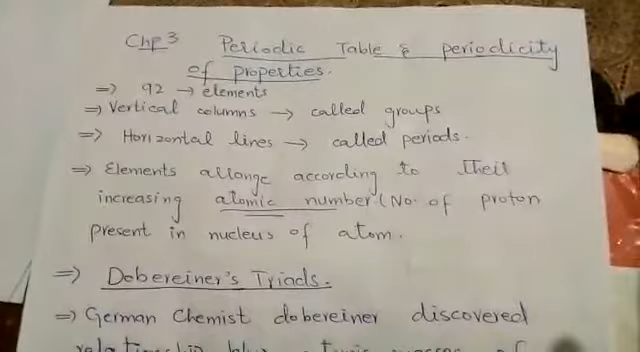 Chp 3 Periodic Table & periodicity
of properties.
⇒ 92 → elements
⇒ Vertical columns → called groups
⇒ Horizontal lines → called periods.
⇒ Elements allange according to their
increasing atomic number (No. of proton
present in nucleus of atom.
⇒ Dobereiner's Triads.
⇒ German Chemist dobereiner discovered